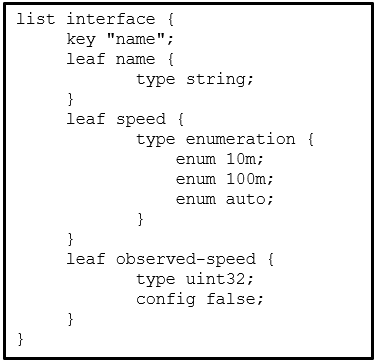 list interface {
key "name";
leaf name {
type string;
}
leaf speed {
type enumeration {
enum 10m;
enum 100m;
enum auto;
}
}
leaf observed-speed {
type uint32;
config false;
}
}